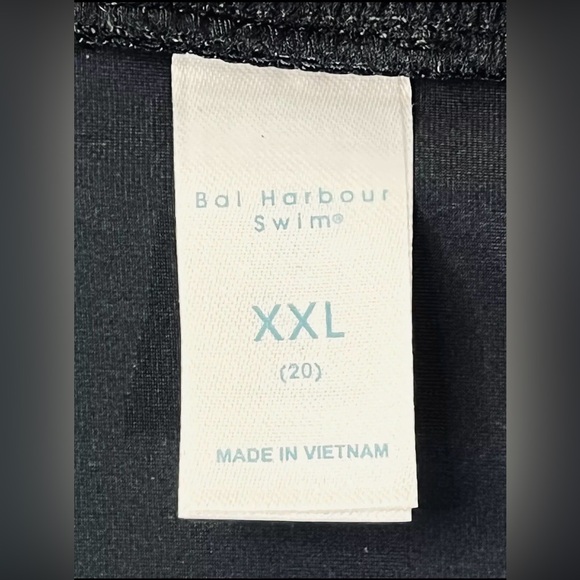 Bal Harbour
Swim®
XXL
(20)
MADE IN VIETNAM